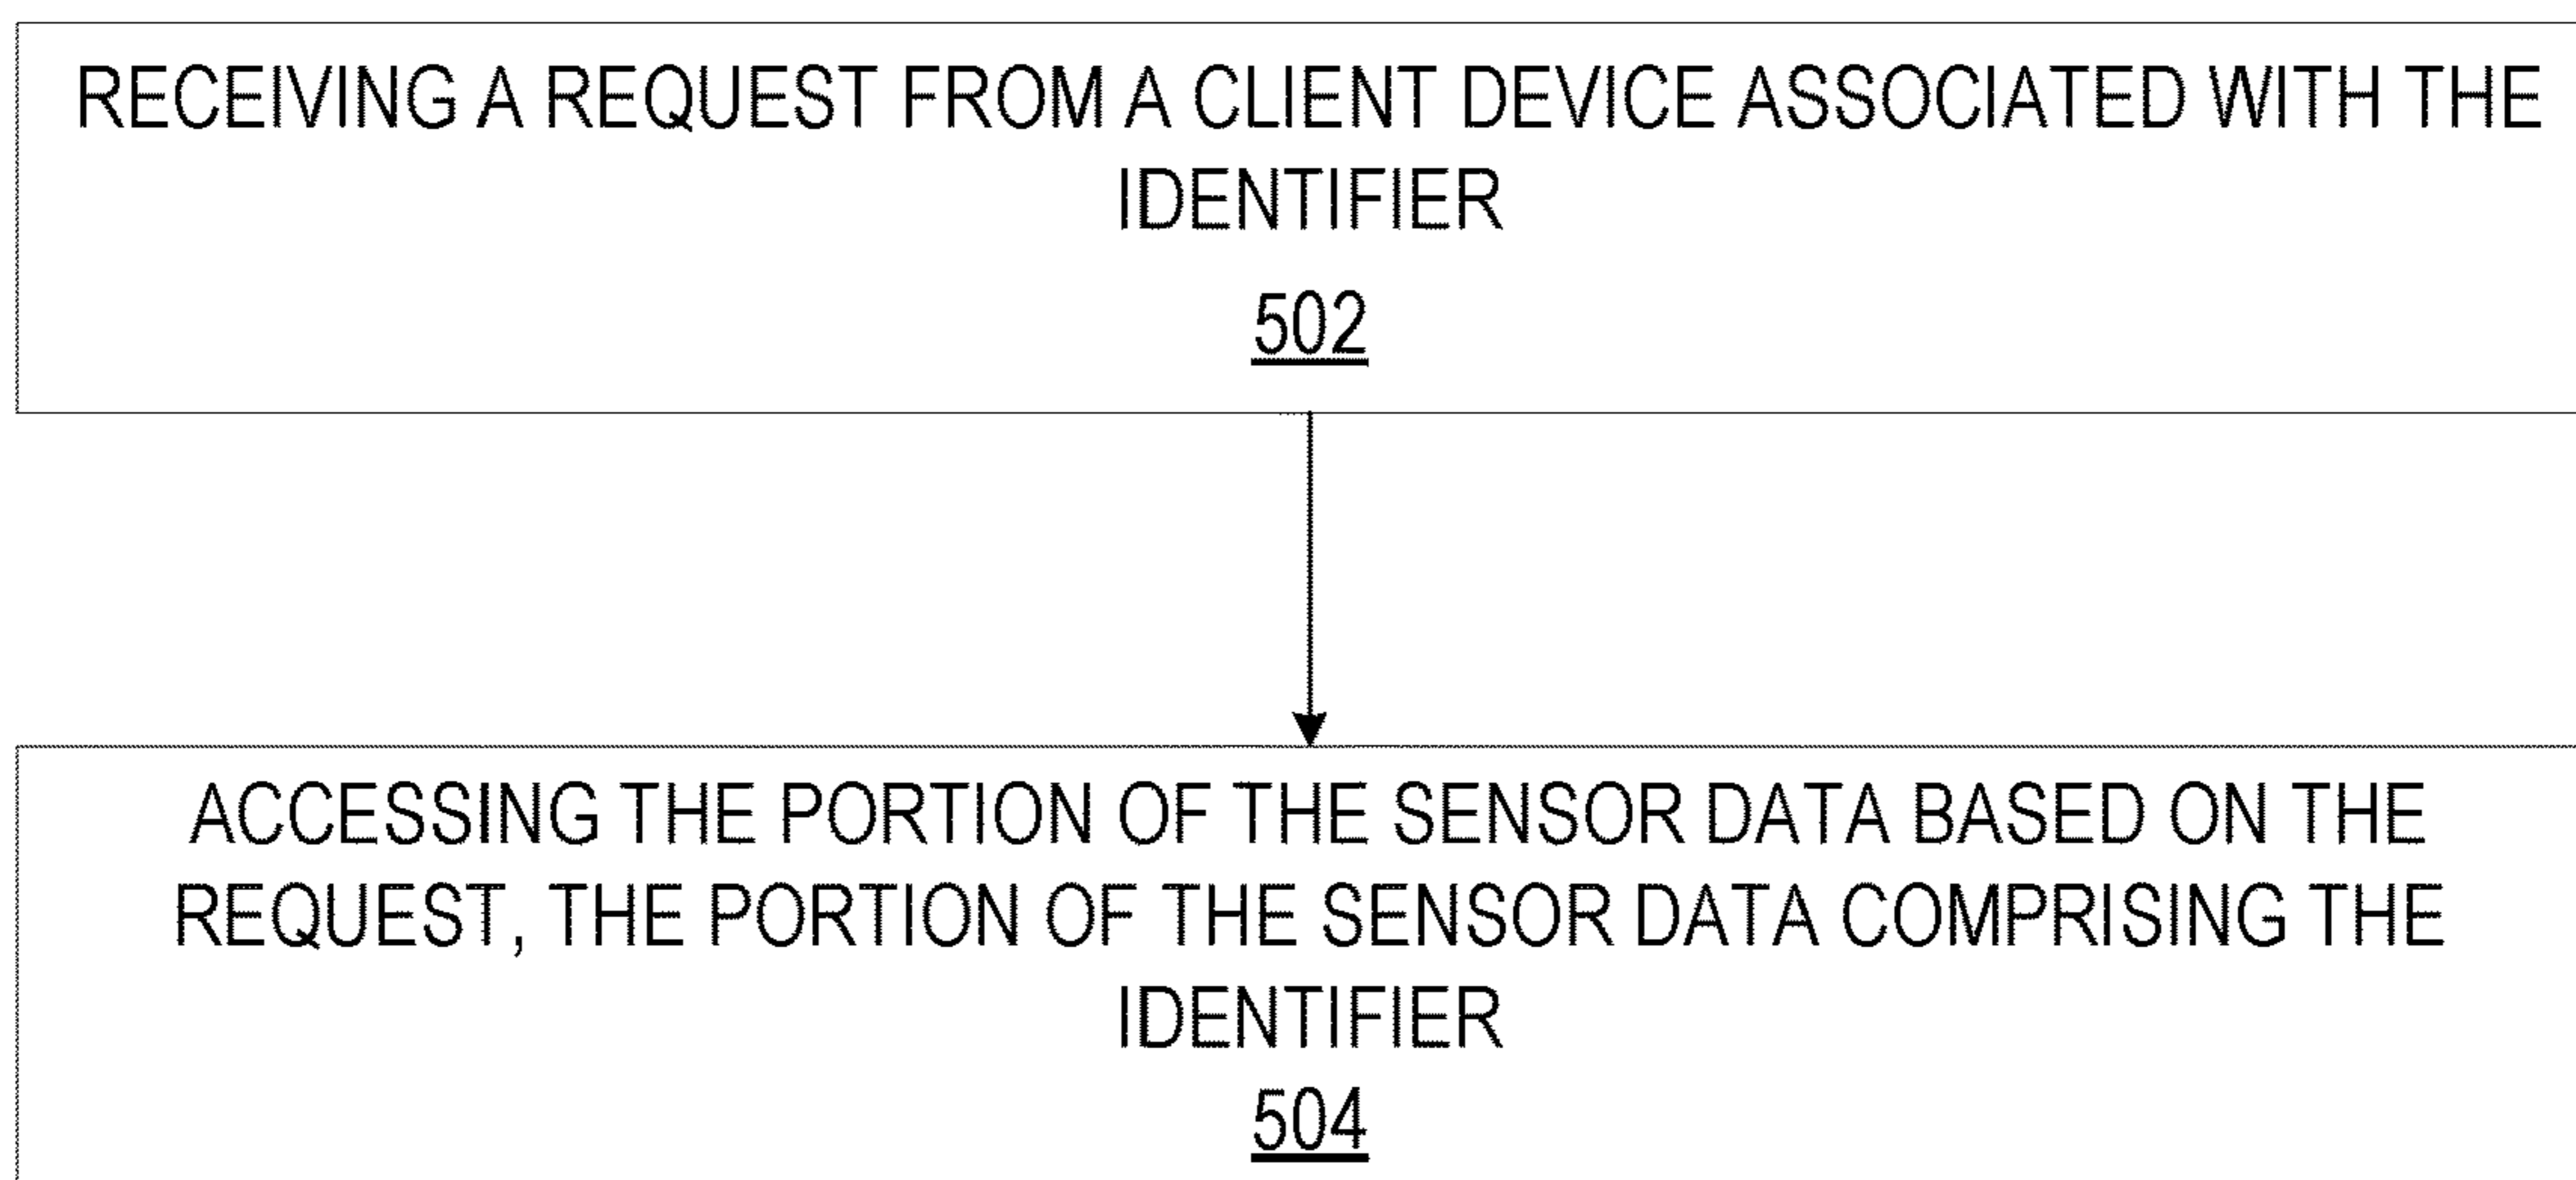 RECEIVING A REQUEST FROM A CLIENT DEVICE ASSOCIATED WITH THE
IDENTIFIER
502
ACCESSING THE PORTION OF THE SENSOR DATA BASED ON THE
REQUEST, THE PORTION OF THE SENSOR DATA COMPRISING THE
IDENTIFIER
504